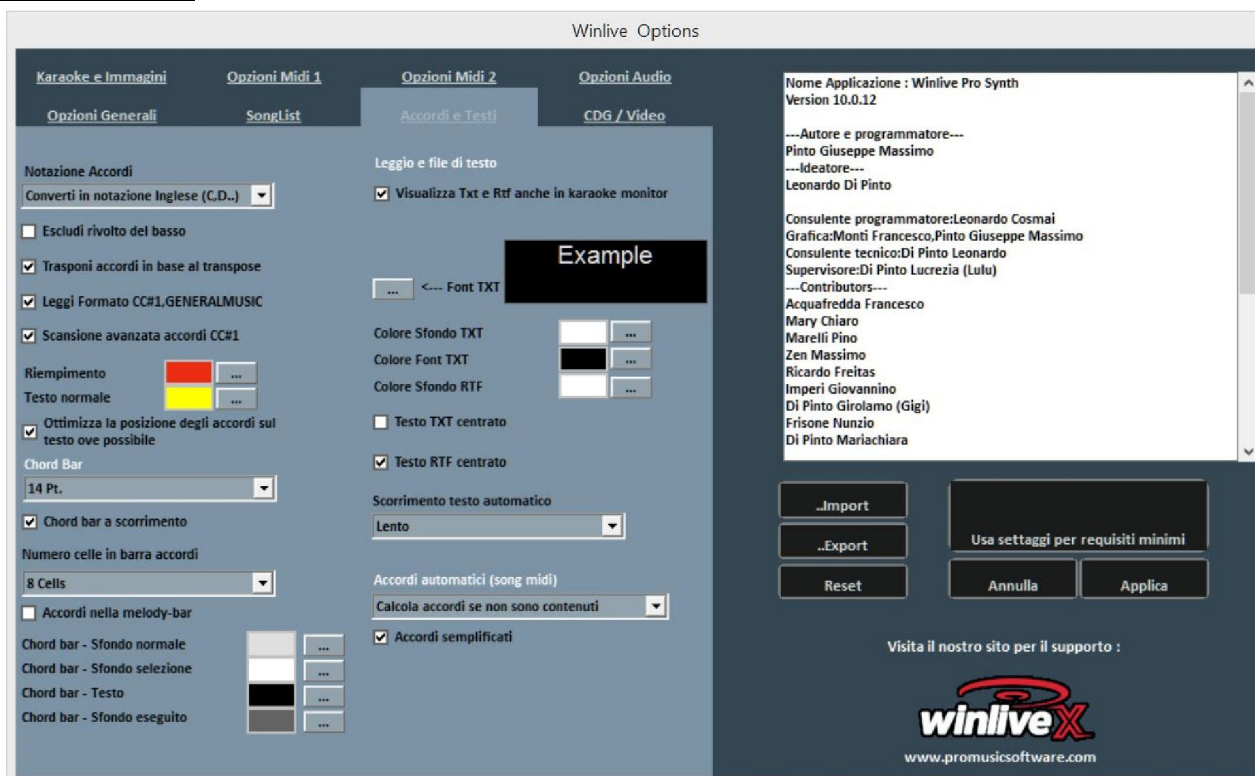 Winlive Options
Karaoke e Immagini
Opzioni Midi 1
Opzioni Midi 2
Opzioni Audio
Opzioni Generali
SongList
Accordi e Testi
CDG / Video
Notazione Accordi
Converti in notazione Inglese (C,D..)
Escludi rivolto del basso
Trasponi accordi in base al transpose
Leggi Formato CC#1,GENERALMUSIC
Scansione avanzata accordi CC#1
Riempimento
...
Testo normale
...
Ottimizza la posizione degli accordi sul
testo ove possibile
Chord Bar
14 Pt.
Chord bar a scorrimento
Numero celle in barra accordi
8 Cells
Accordi nella melody-bar
Chord bar - Sfondo normale
...
Chord bar - Sfondo selezione
...
Chord bar - Testo
...
Chord bar - Sfondo eseguito
...
Leggio e file di testo
Visualizza Txt e Rtf anche in karaoke monitor
Example
... <--- Font TXT
Colore Sfondo TXT
...
Colore Font TXT
...
Colore Sfondo RTF
...
Testo TXT centrato
Testo RTF centrato
Scorrimento testo automatico
Lento
Accordi automatici (song midi)
Calcola accordi se non sono contenuti
Accordi semplificati
Nome Applicazione : Winlive Pro Synth
Version 10.0.12
---Autore e programmatore---
Pinto Giuseppe Massimo
---Ideatore---
Leonardo Di Pinto
Consulente programmatore:Leonardo Cosmai
Grafica:Monti Francesco,Pinto Giuseppe Massimo
Consulente tecnico:Di Pinto Leonardo
Supervisore:Di Pinto Lucrezia (Lulu)
---Contributors---
Acquafredda Francesco
Mary Chiaro
Marelli Pino
Zen Massimo
Ricardo Freitas
Imperi Giovannino
Di Pinto Girolamo (Gigi)
Frisone Nunzio
Di Pinto Mariachiara
..Import
..Export
Reset
Usa settaggi per requisiti minimi
Annulla
Applica
Visita il nostro sito per il supporto :
winlive X
www.promusicsoftware.com